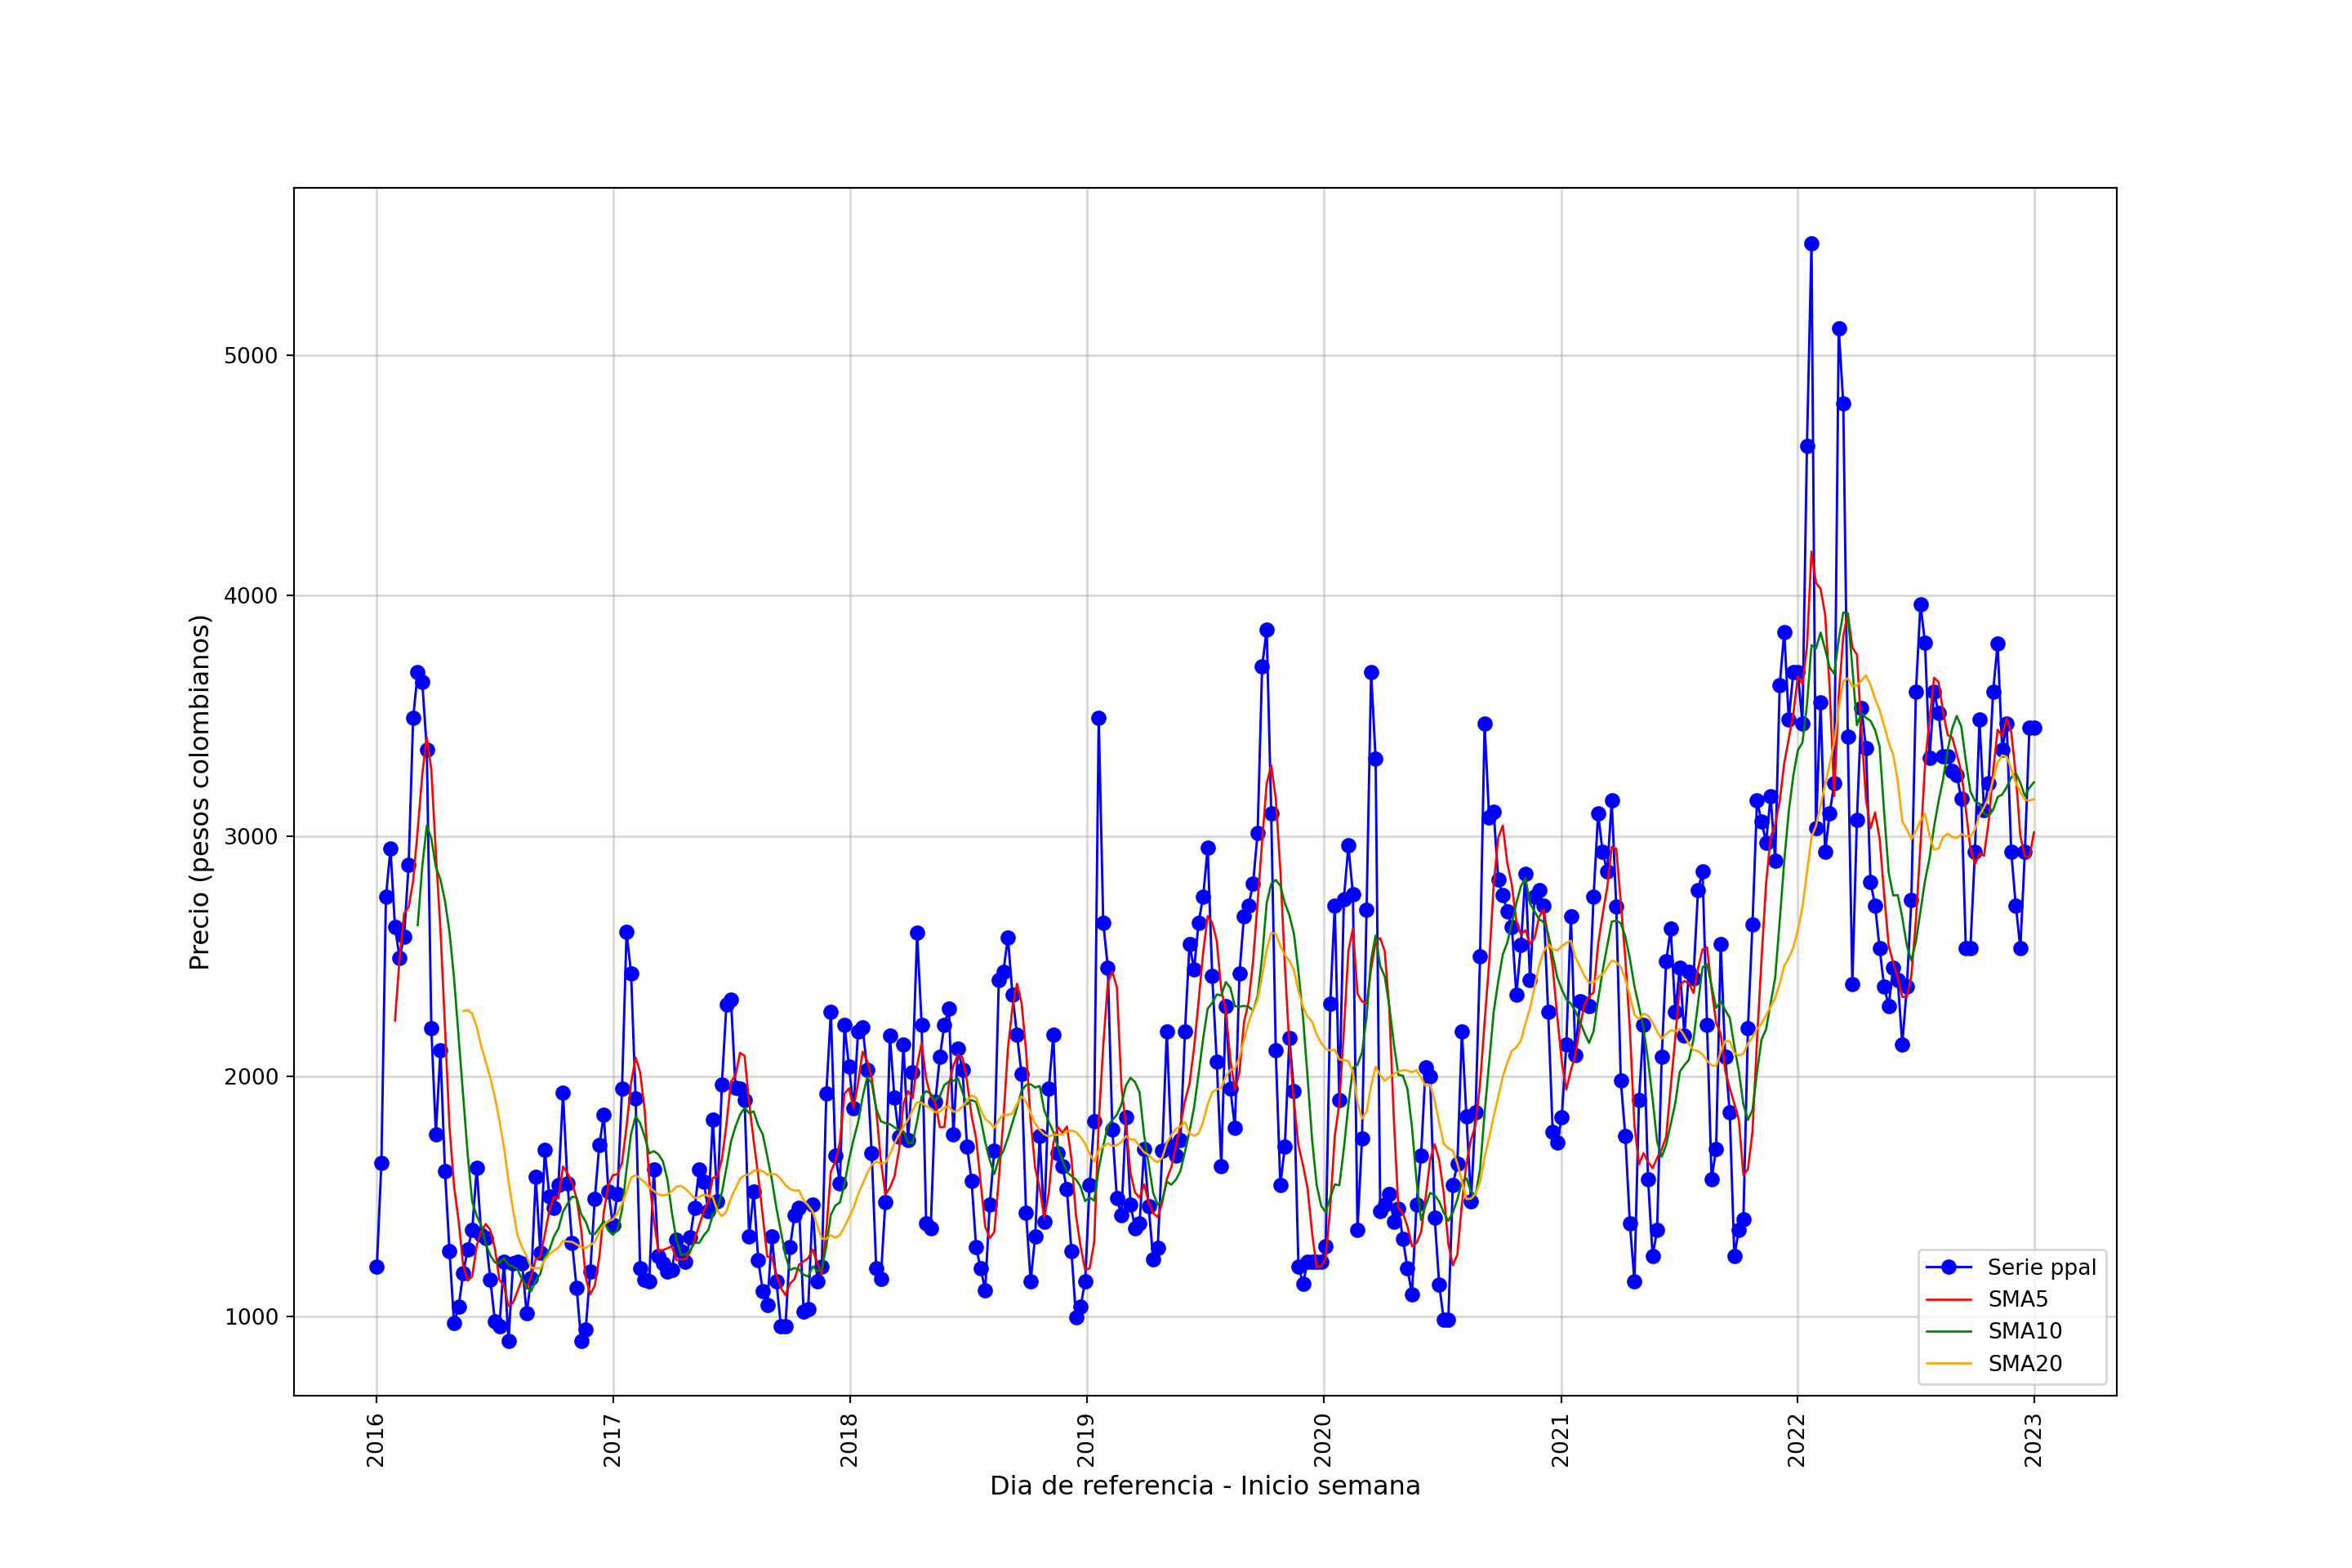 Precio (pesos colombianos)
5000
4000
3000
2000
1000
2016
2017
2018
2019
2020
2021
2022
2023
Dia de referencia - Inicio semana
Serie ppal
SMA5
SMA10
SMA20